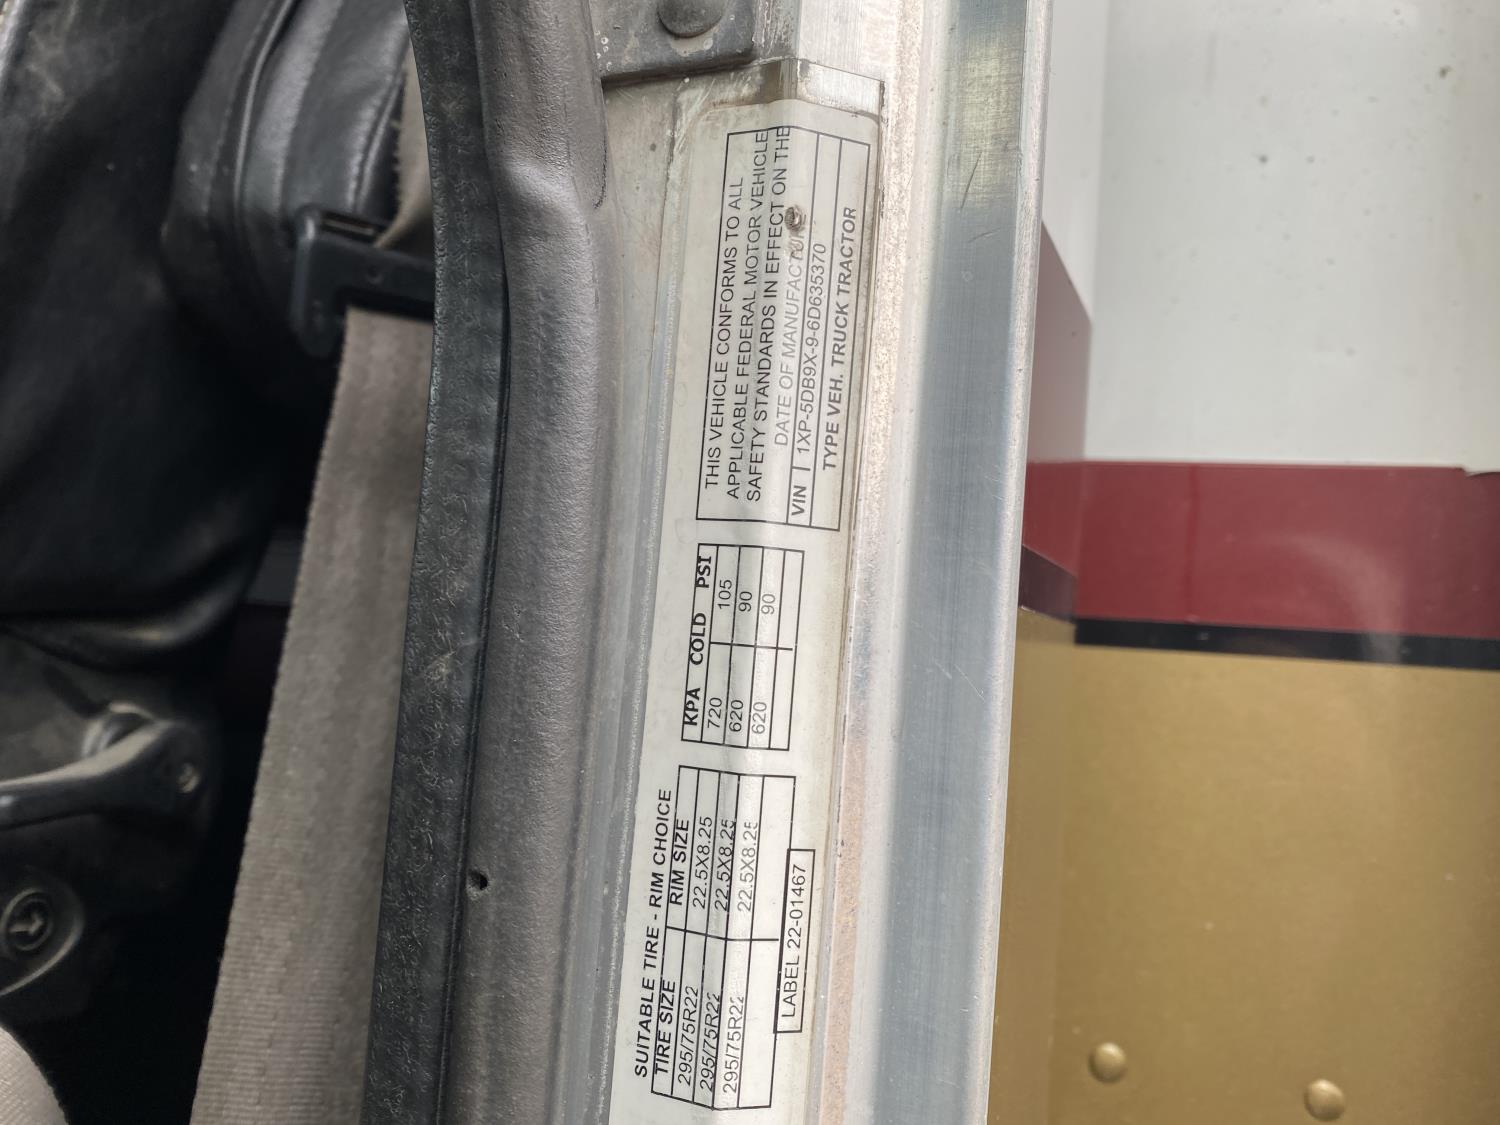 SUITABLE TIRE - RIM CHOICE
TIRE SIZE RIM SIZE
295/75R22 22.5X8.25
295/75R22 22.5X8.25
295/75R22 22.5X8.25
LABEL 22-01467
KPA COLD PSI
720 105
620 90
620 90
THIS VEHICLE CONFORMS TO ALL
APPLICABLE FEDERAL MOTOR VEHICLE
SAFETY STANDARDS IN EFFECT ON THE
DATE OF MANUFACTURE
VIN 1XP-5DB9X-9-6D635370
TYPE VEH. TRUCK TRACTOR